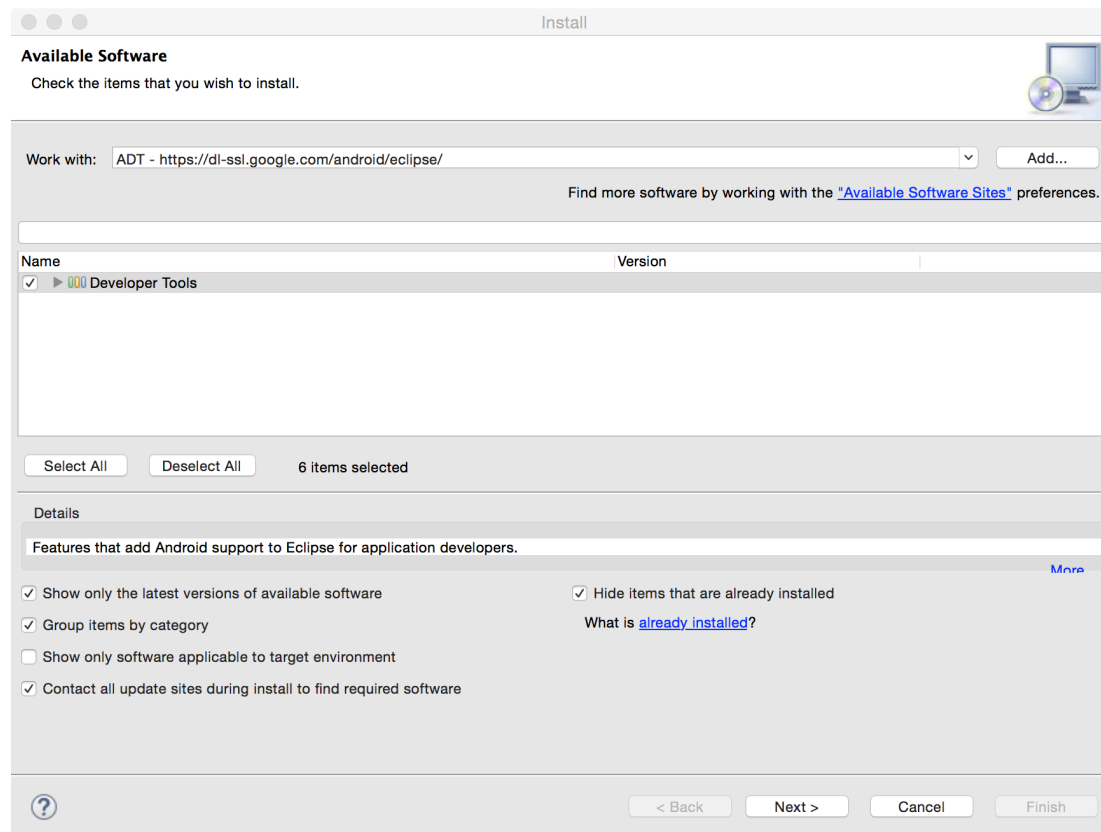 Install
Available Software
Check the items that you wish to install.
Work with: ADT - https://dl-ssl.google.com/android/eclipse/ Add...
Find more software by working with the "Available Software Sites" preferences.
Name Version
Developer Tools
Select All Deselect All 6 items selected
Details
Features that add Android support to Eclipse for application developers.
More
Show only the latest versions of available software Hide items that are already installed
Group items by category What is already installed?
Show only software applicable to target environment
Contact all update sites during install to find required software
? < Back Next > Cancel Finish